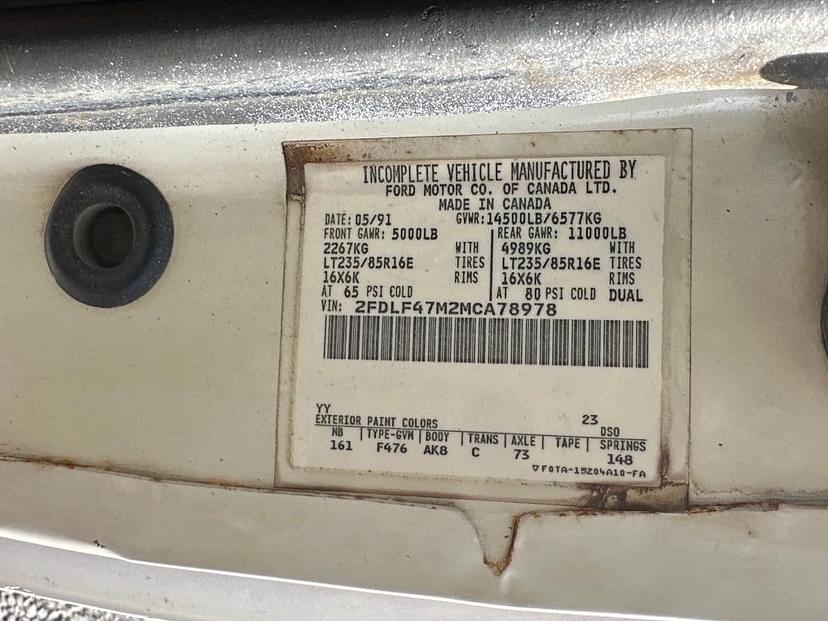 INCOMPLETE VEHICLE MANUFACTURED BY
FORD MOTOR CO. OF CANADA LTD.
MADE IN CANADA
DATE: 05/91 GVWR:14500LB/6577KG
FRONT GAWR: 5000LB REAR GAWR: 11000LB
2267KG WITH 4989KG WITH
LT235/85R16E TIRES LT235/85R16E TIRES
16X6K RIMS 16X6K RIMS
AT 65 PSI COLD AT 80 PSI COLD DUAL
VIN: 2FDLF47M2MCA78978
YY 23
EXTERIOR PAINT COLORS DSO
WB TYPE-GVW BODY TRANS AXLE TAPE SPRINGS
161 F476 AK8 C 73 148
▽F0TA-15204A10-FA